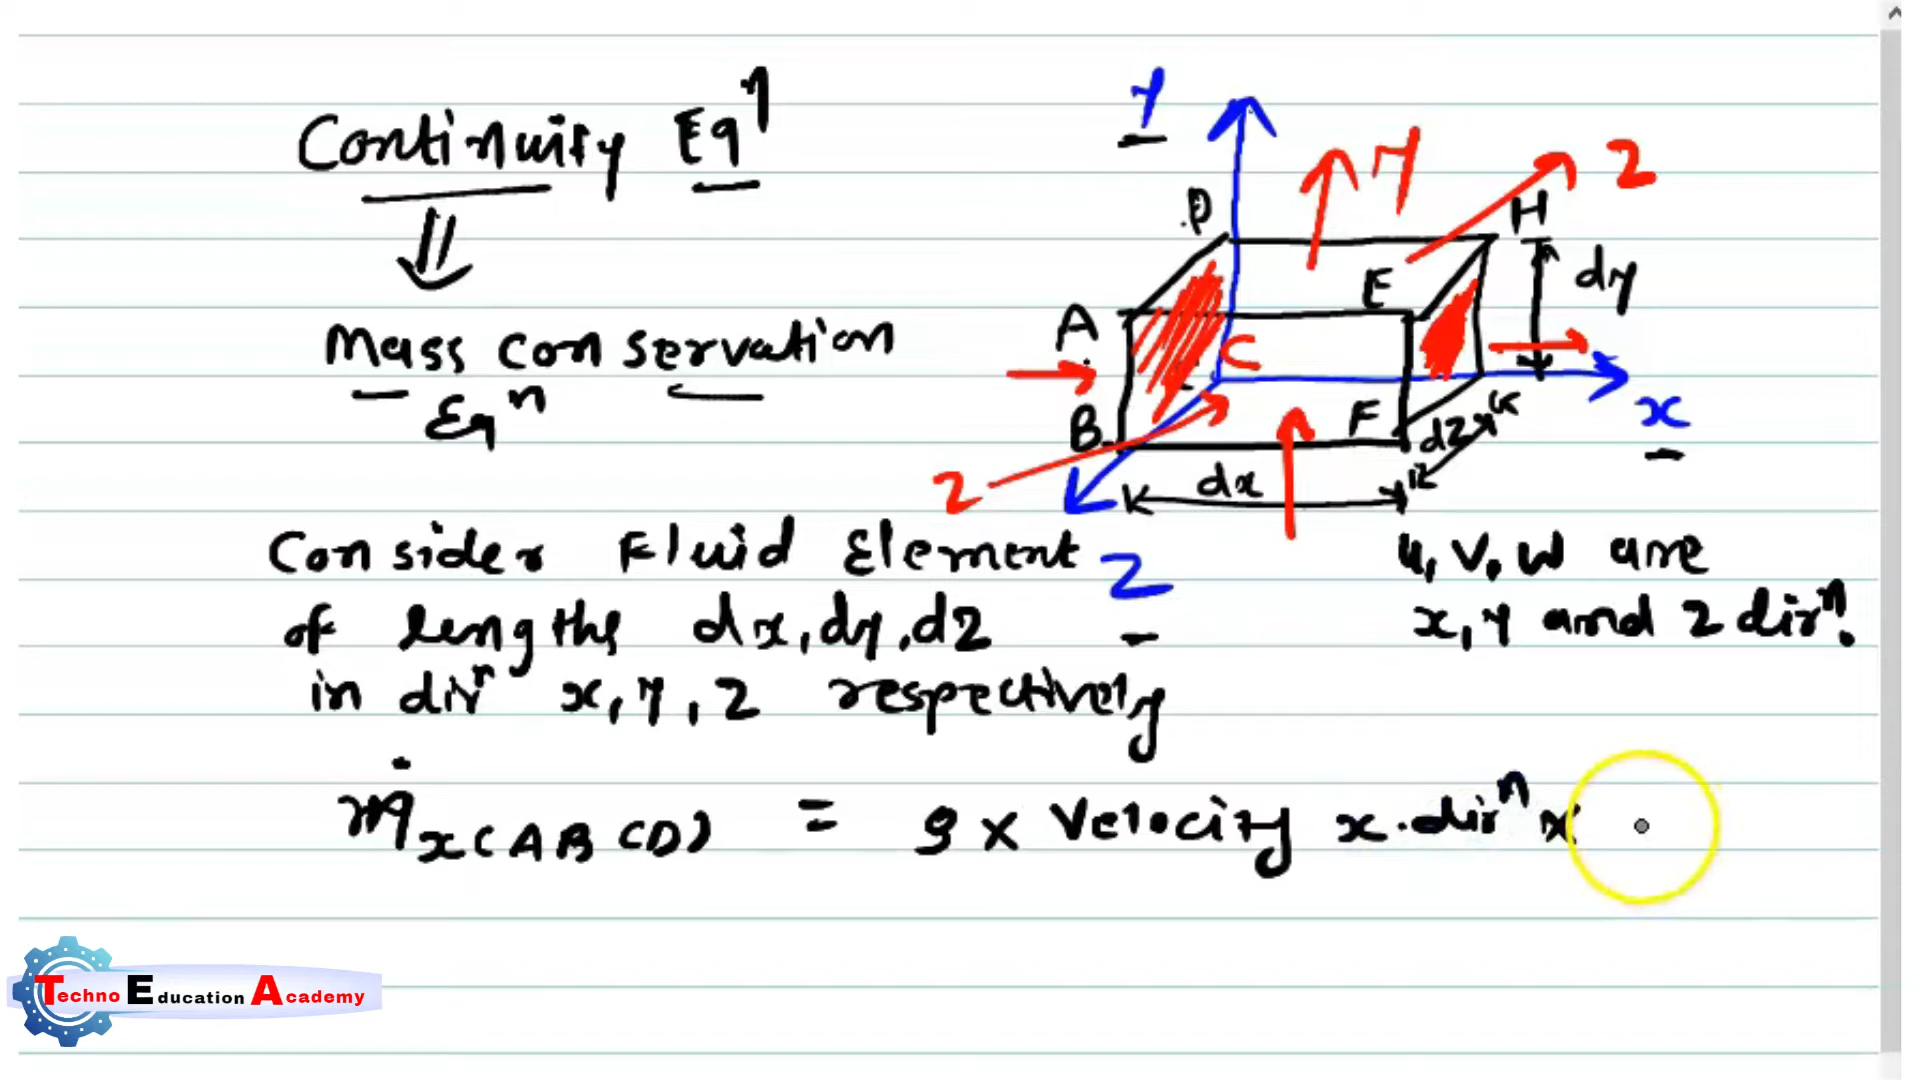 Continuity Eqⁿ
Mass conservation
Eqⁿ
Y
Y
Z
D
H
E
dy
A
C
x
B
F
dz
Z
dx
Consider Fluid Element
Z
u, v, w are
of lengths dx, dy, dz
x, y and z dirⁿ.
in dirⁿ x, y, z respectively
ṁx(ABCD) = ρ × Velocity x.dirⁿ ×
Techno Education Academy